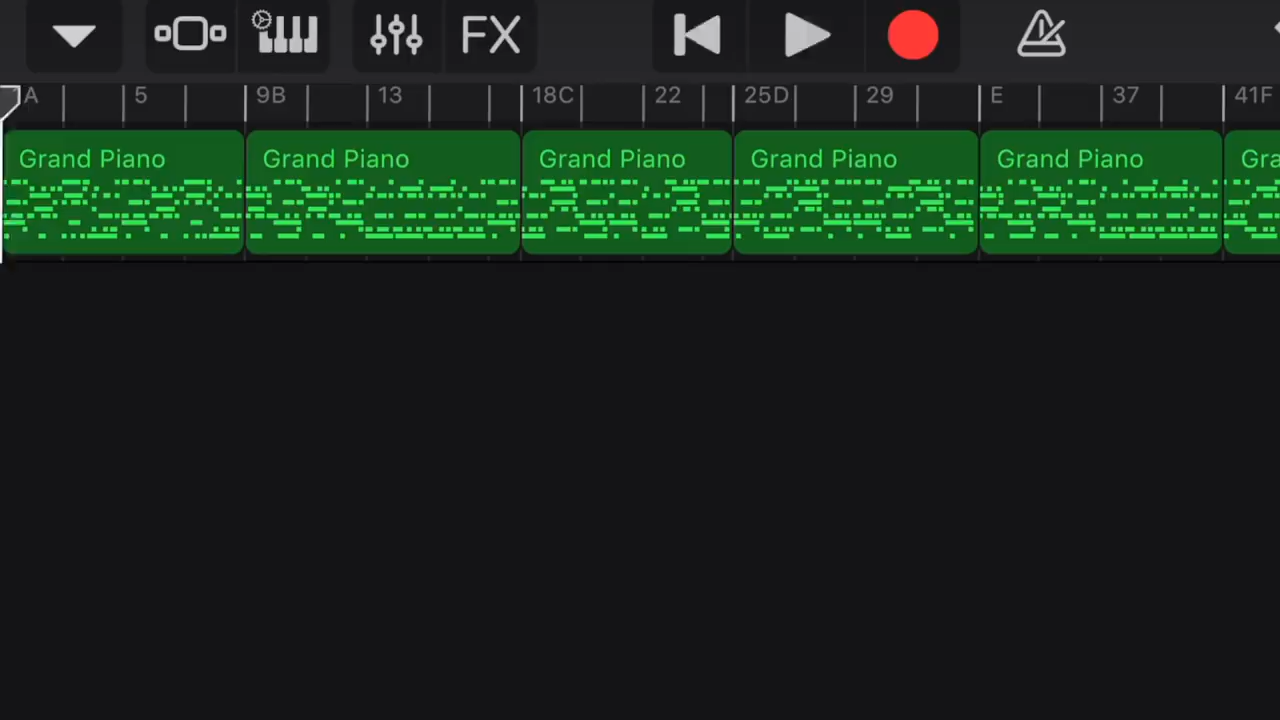 FX
A 5 9B 13 18C 22 25D 29 E 37 41F
Grand Piano Grand Piano Grand Piano Grand Piano Grand Piano Gra